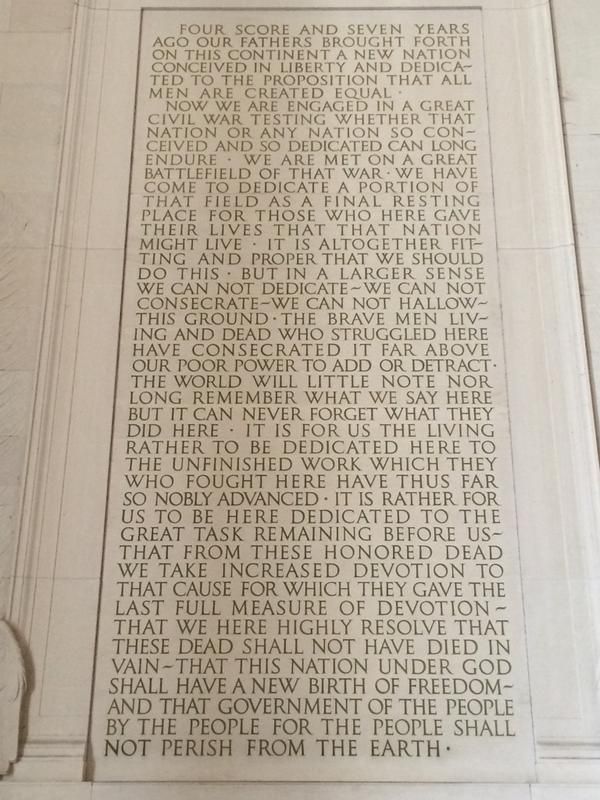 FOUR SCORE AND SEVEN YEARS
AGO OUR FATHERS BROUGHT FORTH
ON THIS CONTINENT A NEW NATION
CONCEIVED IN LIBERTY AND DEDICA~
TED TO THE PROPOSITION THAT ALL
MEN ARE CREATED EQUAL ·
NOW WE ARE ENGAGED IN A GREAT
CIVIL WAR TESTING WHETHER THAT
NATION OR ANY NATION SO CON~
CEIVED AND SO DEDICATED CAN LONG
ENDURE · WE ARE MET ON A GREAT
BATTLEFIELD OF THAT WAR · WE HAVE
COME TO DEDICATE A PORTION OF
THAT FIELD AS A FINAL RESTING
PLACE FOR THOSE WHO HERE GAVE
THEIR LIVES THAT THAT NATION
MIGHT LIVE · IT IS ALTOGETHER FIT~
TING AND PROPER THAT WE SHOULD
DO THIS · BUT IN A LARGER SENSE
WE CAN NOT DEDICATE~WE CAN NOT
CONSECRATE~WE CAN NOT HALLOW~
THIS GROUND · THE BRAVE MEN LIV~
ING AND DEAD WHO STRUGGLED HERE
HAVE CONSECRATED IT FAR ABOVE
OUR POOR POWER TO ADD OR DETRACT ·
THE WORLD WILL LITTLE NOTE NOR
LONG REMEMBER WHAT WE SAY HERE
BUT IT CAN NEVER FORGET WHAT THEY
DID HERE · IT IS FOR US THE LIVING
RATHER TO BE DEDICATED HERE TO
THE UNFINISHED WORK WHICH THEY
WHO FOUGHT HERE HAVE THUS FAR
SO NOBLY ADVANCED · IT IS RATHER FOR
US TO BE HERE DEDICATED TO THE
GREAT TASK REMAINING BEFORE US~
THAT FROM THESE HONORED DEAD
WE TAKE INCREASED DEVOTION TO
THAT CAUSE FOR WHICH THEY GAVE THE
LAST FULL MEASURE OF DEVOTION~
THAT WE HERE HIGHLY RESOLVE THAT
THESE DEAD SHALL NOT HAVE DIED IN
VAIN~THAT THIS NATION UNDER GOD
SHALL HAVE A NEW BIRTH OF FREEDOM~
AND THAT GOVERNMENT OF THE PEOPLE
BY THE PEOPLE FOR THE PEOPLE SHALL
NOT PERISH FROM THE EARTH ·